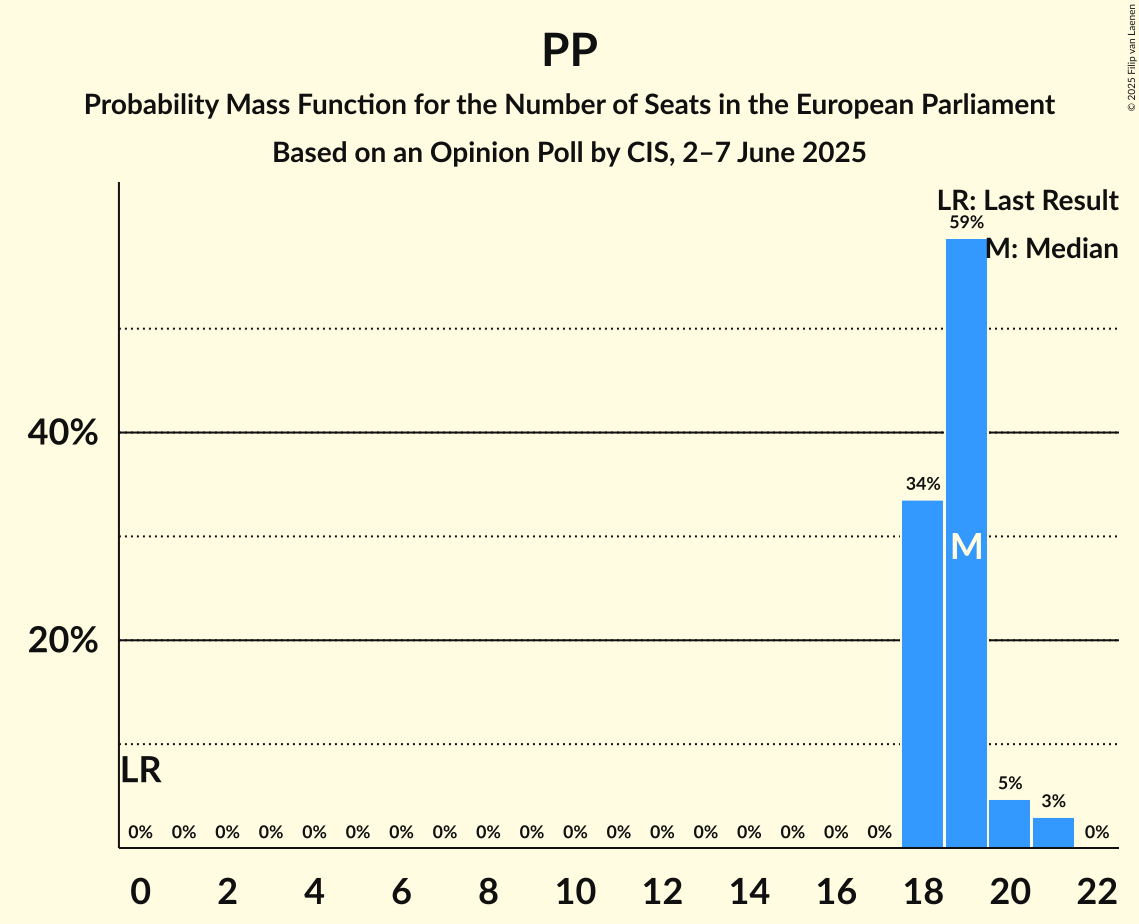 PP
Probability Mass Function for the Number of Seats in the European Parliament
Based on an Opinion Poll by CIS, 2–7 June 2025
© 2025 Filip van Laenen
LR: Last Result
M: Median
59%
40%
34%
M
20%
LR
5%
3%
0% 0% 0% 0% 0% 0% 0% 0% 0% 0% 0% 0% 0% 0% 0% 0% 0% 0% 0%
0 2 4 6 8 10 12 14 16 18 20 22